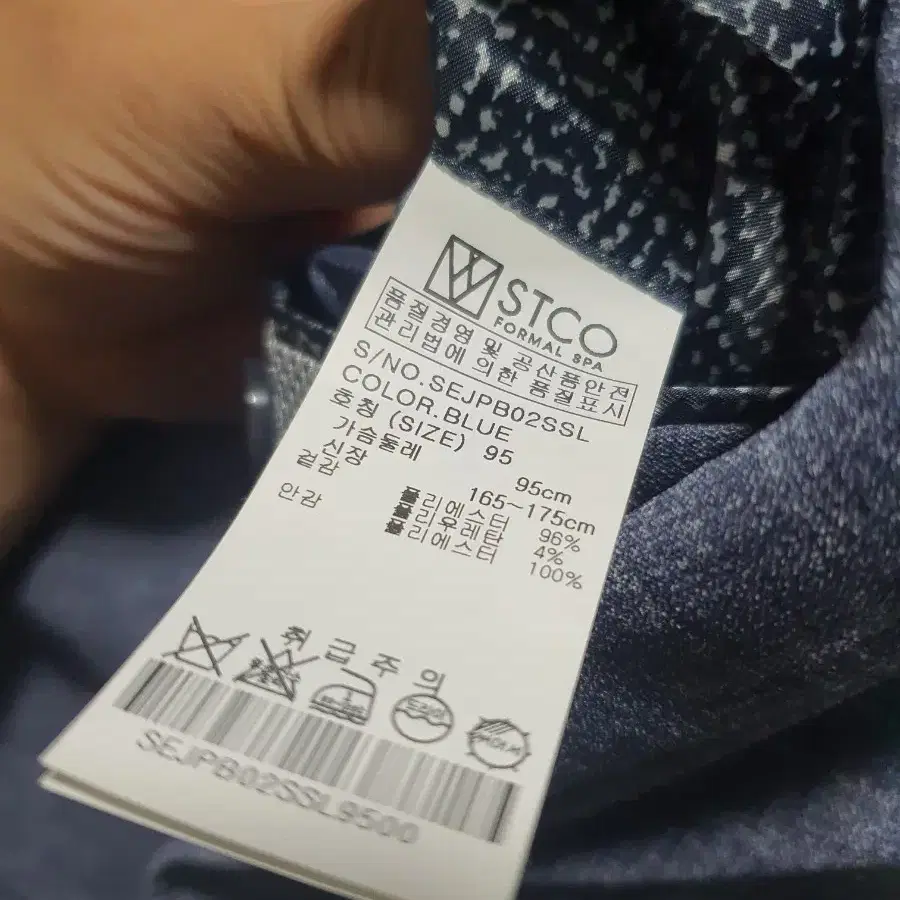 STCO
FORMAL SPA
품질경영 및 공산품안전
관리법에 의한 품질표시
S/NO.SEJPB02SSL
COLOR.BLUE
호칭 (SIZE) 95
가슴둘레 95cm
신장 165~175cm
겉감 폴리에스터 96%
폴리우레탄 4%
안감 폴리에스터 100%
취급주의
드라이
SEJPB02SSL9500